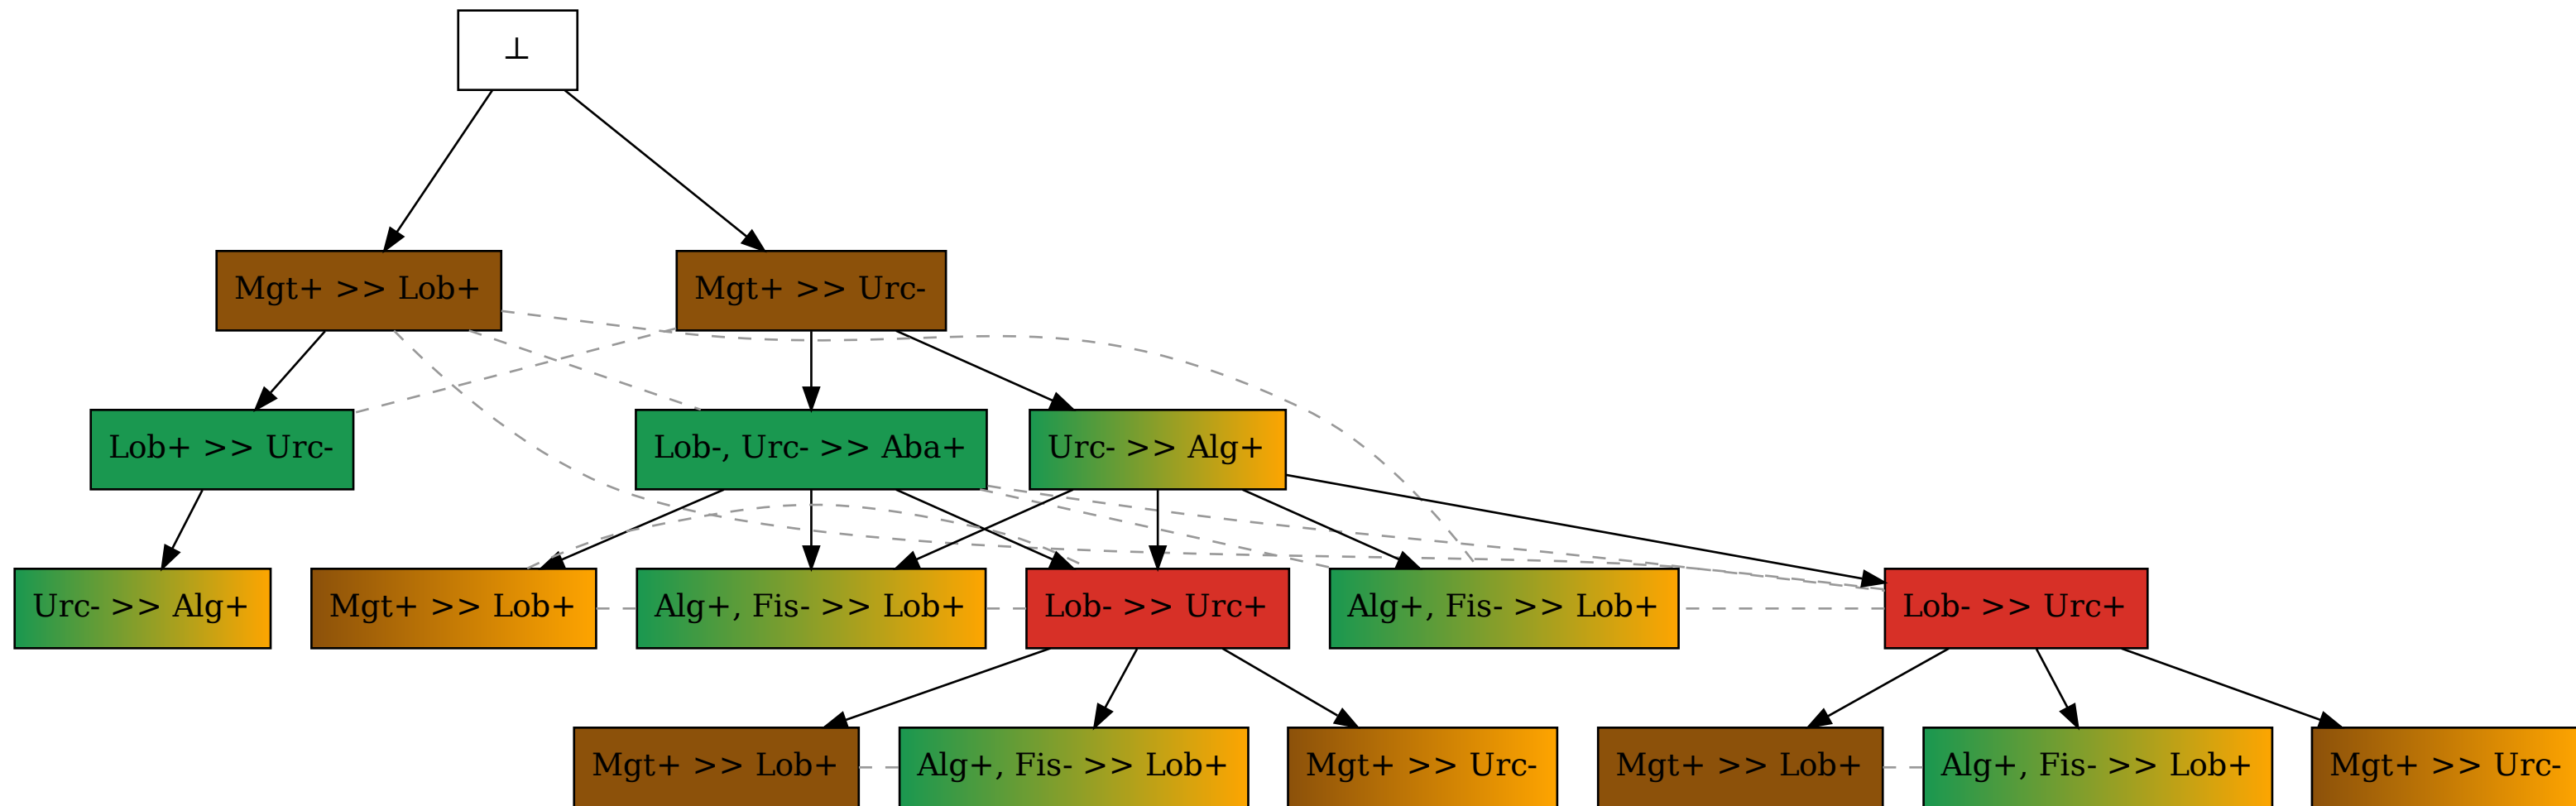 ⊥
Mgt+ >> Lob+
Mgt+ >> Urc-
Lob+ >> Urc-
Lob-, Urc- >> Aba+
Urc- >> Alg+
Urc- >> Alg+
Mgt+ >> Lob+
Alg+, Fis- >> Lob+
Lob- >> Urc+
Alg+, Fis- >> Lob+
Lob- >> Urc+
Mgt+ >> Lob+
Alg+, Fis- >> Lob+
Mgt+ >> Urc-
Mgt+ >> Lob+
Alg+, Fis- >> Lob+
Mgt+ >> Urc-